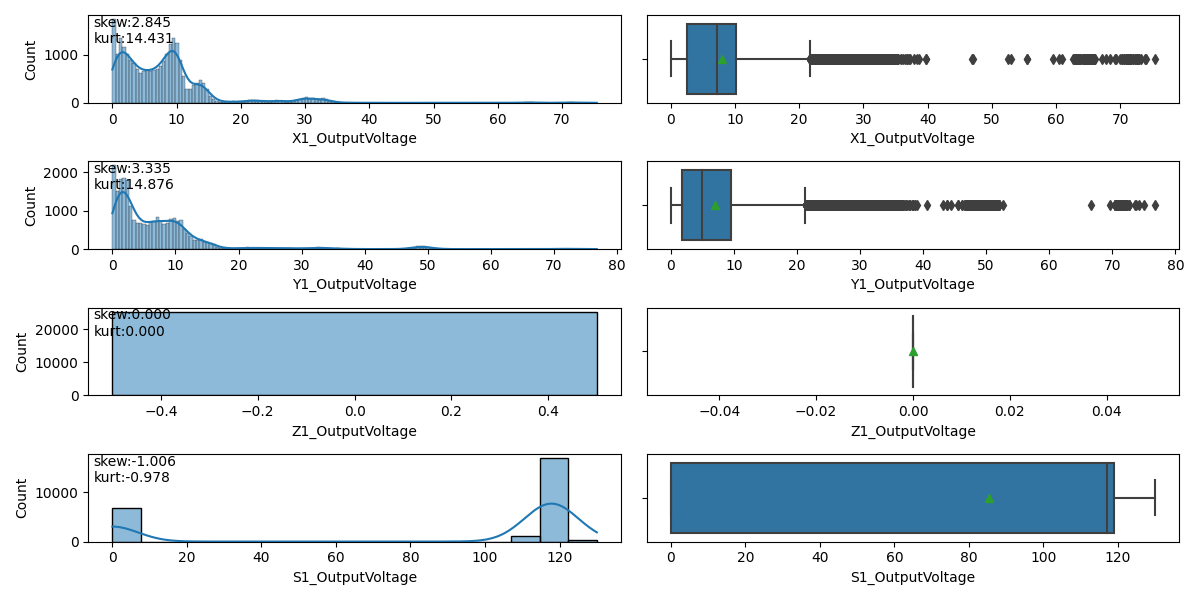 skew:2.845
kurt:14.431
Count
1000
0
0 10 20 30 40 50 60 70
X1_OutputVoltage
0 10 20 30 40 50 60 70
X1_OutputVoltage
skew:3.335
kurt:14.876
Count
2000
1000
0
0 10 20 30 40 50 60 70 80
Y1_OutputVoltage
0 10 20 30 40 50 60 70 80
Y1_OutputVoltage
skew:0.000
kurt:0.000
Count
20000
10000
0
−0.4 −0.2 0.0 0.2 0.4
Z1_OutputVoltage
−0.04 −0.02 0.00 0.02 0.04
Z1_OutputVoltage
skew:-1.006
kurt:-0.978
Count
10000
0
0 20 40 60 80 100 120
S1_OutputVoltage
0 20 40 60 80 100 120
S1_OutputVoltage